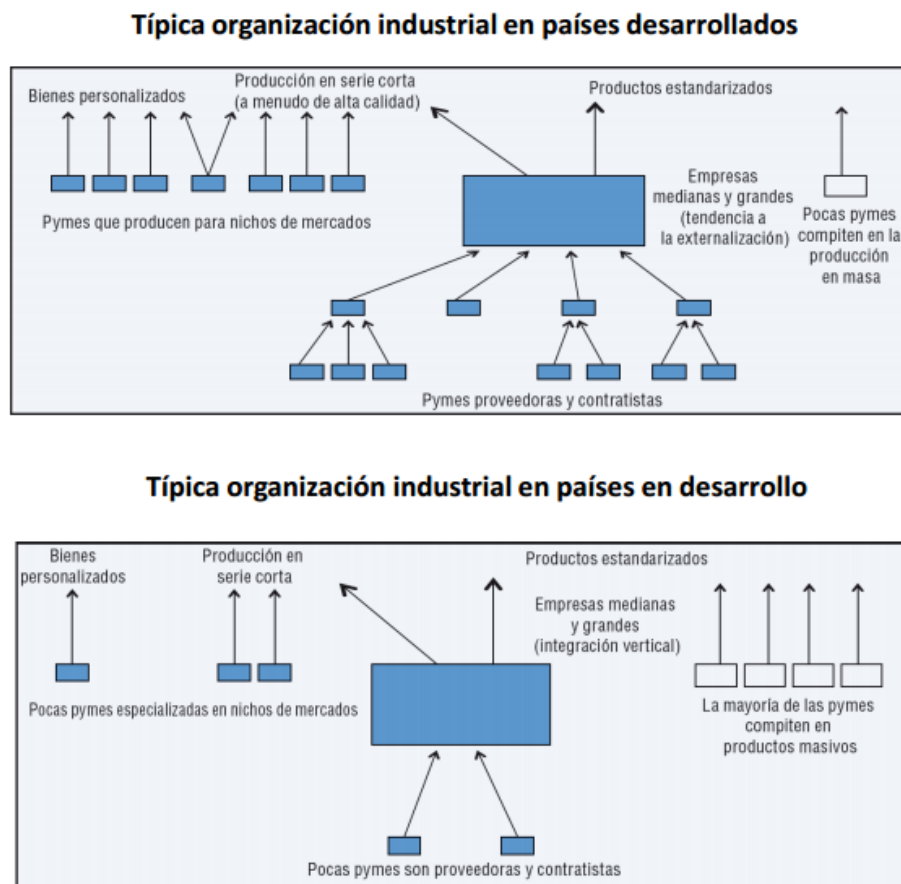 Típica organización industrial en países desarrollados
Bienes personalizados
Producción en serie corta
(a menudo de alta calidad)
Productos estandarizados
Pymes que producen para nichos de mercados
Empresas
medianas y grandes
(tendencia a
la externalización)
Pocas pymes
compiten en la
producción
en masa
Pymes proveedoras y contratistas
Típica organización industrial en países en desarrollo
Bienes
personalizados
Producción en
serie corta
Productos estandarizados
Empresas medianas
y grandes
(integración vertical)
Pocas pymes especializadas en nichos de mercados
La mayoría de las pymes
compiten en
productos masivos
Pocas pymes son proveedoras y contratistas